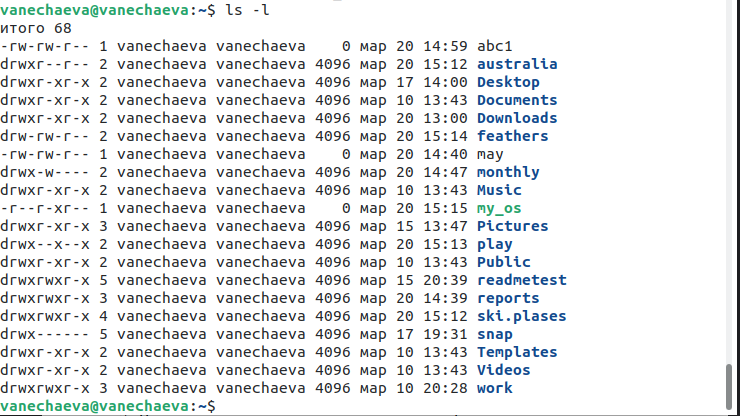 vanechaeva@vanechaeva:~$ ls -l
итого 68
-rw-rw-r-- 1 vanechaeva vanechaeva    0 мар 20 14:59 abc1
drwxr--r-- 2 vanechaeva vanechaeva 4096 мар 20 15:12 australia
drwxr-xr-x 2 vanechaeva vanechaeva 4096 мар 17 14:00 Desktop
drwxr-xr-x 2 vanechaeva vanechaeva 4096 мар 10 13:43 Documents
drwxr-xr-x 2 vanechaeva vanechaeva 4096 мар 20 13:00 Downloads
drw-rw-r-- 2 vanechaeva vanechaeva 4096 мар 20 15:14 feathers
-rw-rw-r-- 1 vanechaeva vanechaeva    0 мар 20 14:40 may
drwx-w---- 2 vanechaeva vanechaeva 4096 мар 20 14:47 monthly
drwxr-xr-x 2 vanechaeva vanechaeva 4096 мар 10 13:43 Music
-r--r-xr-- 1 vanechaeva vanechaeva    0 мар 20 15:15 my_os
drwxr-xr-x 3 vanechaeva vanechaeva 4096 мар 15 13:47 Pictures
drwx--x--x 2 vanechaeva vanechaeva 4096 мар 20 15:13 play
drwxr-xr-x 2 vanechaeva vanechaeva 4096 мар 10 13:43 Public
drwxrwxr-x 5 vanechaeva vanechaeva 4096 мар 15 20:39 readmetest
drwxrwxr-x 3 vanechaeva vanechaeva 4096 мар 20 14:39 reports
drwxrwxr-x 4 vanechaeva vanechaeva 4096 мар 20 15:12 ski.plases
drwx------ 5 vanechaeva vanechaeva 4096 мар 17 19:31 snap
drwxr-xr-x 2 vanechaeva vanechaeva 4096 мар 10 13:43 Templates
drwxr-xr-x 2 vanechaeva vanechaeva 4096 мар 10 13:43 Videos
drwxrwxr-x 3 vanechaeva vanechaeva 4096 мар 10 20:28 work
vanechaeva@vanechaeva:~$